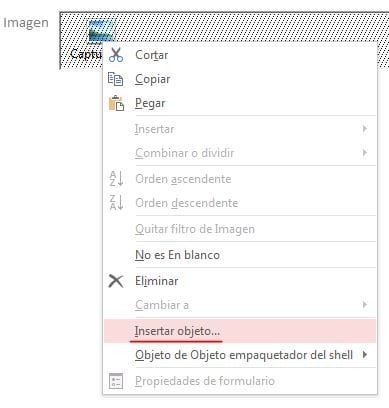 Imagen
Captu
Cortar
Copiar
Pegar
Insertar
Combinar o dividir
Orden ascendente
Orden descendente
Quitar filtro de Imagen
No es En blanco
Eliminar
Cambiar a
Insertar objeto...
Objeto de Objeto empaquetador del shell
Propiedades de formulario